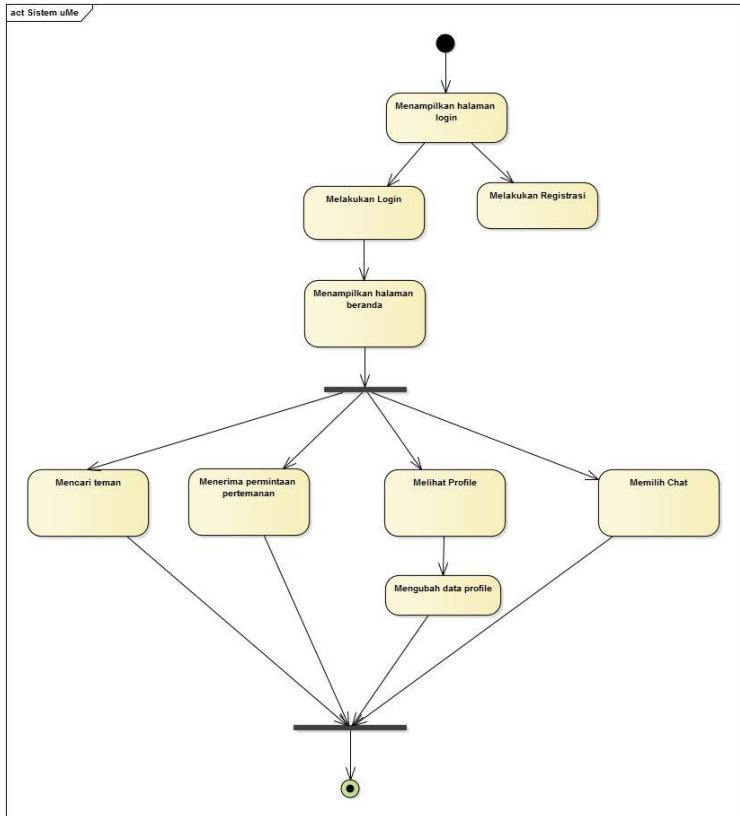 act Sistem uMe
Menampilkan halaman
login
Melakukan Login
Melakukan Registrasi
Menampilkan halaman
beranda
Mencari teman
Menerima permintaan
pertemanan
Melihat Profile
Memilih Chat
Mengubah data profile